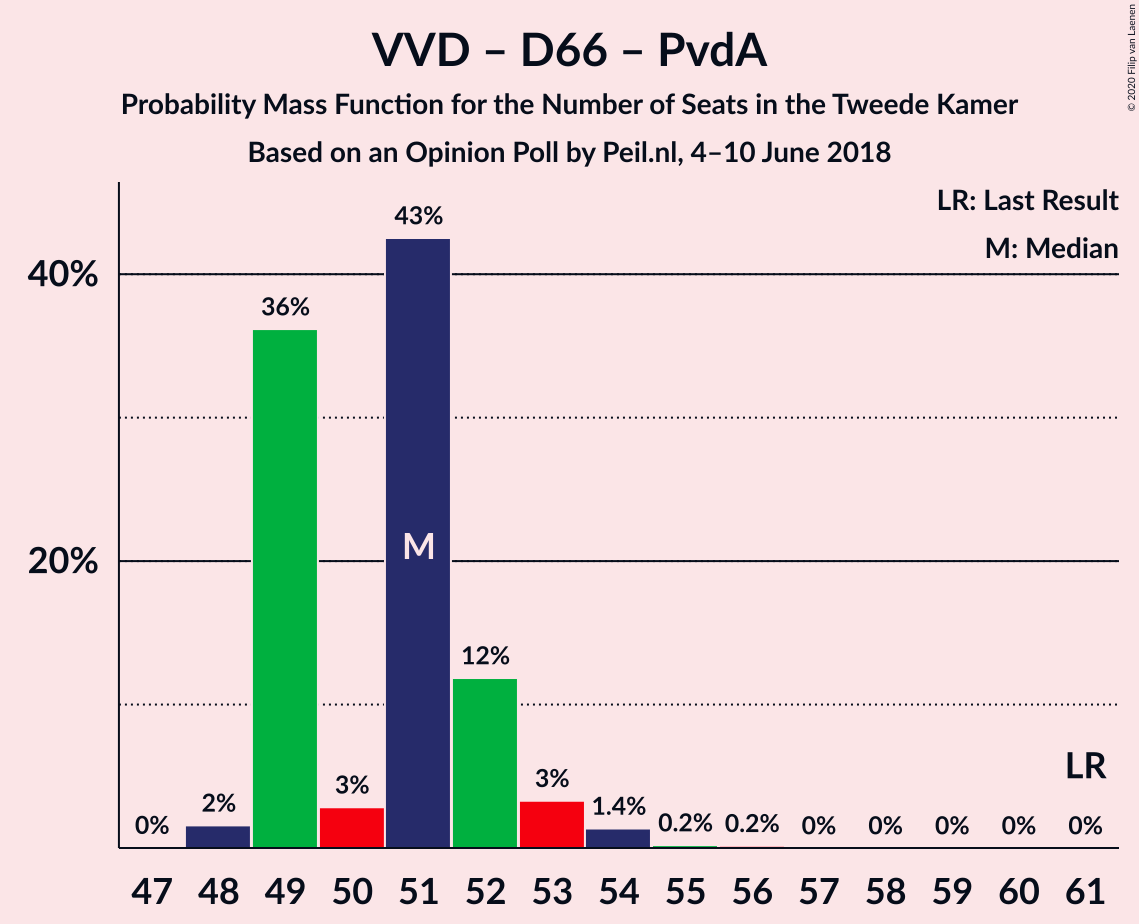 VVD – D66 – PvdA
Probability Mass Function for the Number of Seats in the Tweede Kamer
Based on an Opinion Poll by Peil.nl, 4–10 June 2018
© 2020 Filip van Laenen
LR: Last Result
M: Median
40%
20%
0%
2%
36%
3%
43%
M
12%
3%
1.4%
0.2%
0.2%
0%
0%
0%
0%
LR
0%
47 48 49 50 51 52 53 54 55 56 57 58 59 60 61